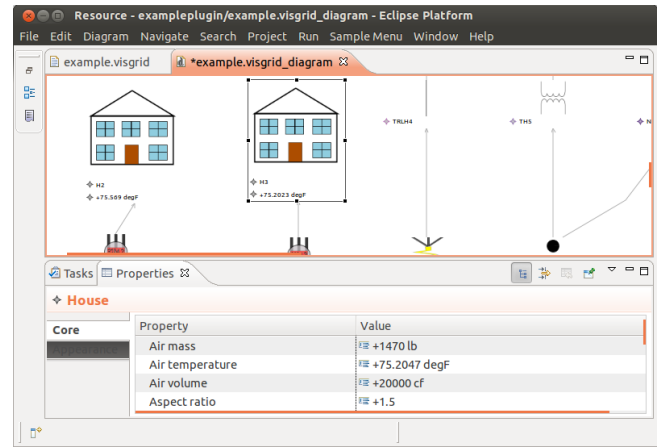 Resource - exampleplugin/example.visgrid_diagram - Eclipse Platform
File Edit Diagram Navigate Search Project Run Sample Menu Window Help
example.visgrid *example.visgrid_diagram
TRLH4 TH5 N
H2 H3
+75.569 degF +75.2023 degF
Tasks Properties
House
Core Property Value
Appearance Air mass +1470 lb
Air temperature +75.2047 degF
Air volume +20000 cf
Aspect ratio +1.5